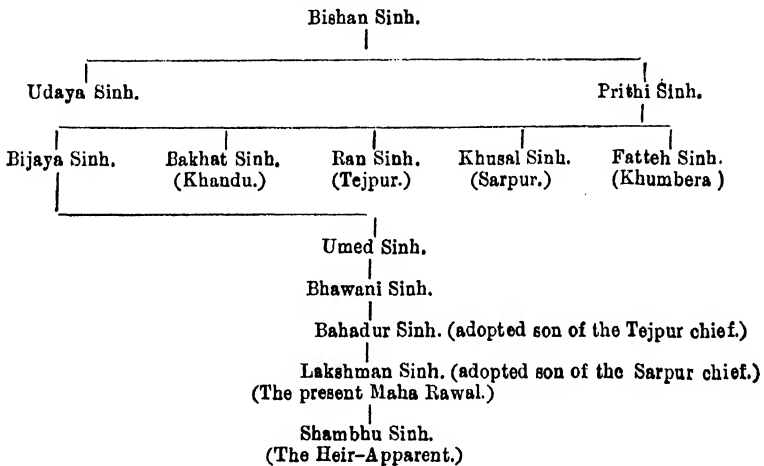 Bishan Sinh.
Udaya Sinh. Prithi Sinh.
Bijaya Sinh. Bakhat Sinh. Ran Sinh. Khusal Sinh. Fatteh Sinh.
(Khandu.) (Tejpur.) (Sarpur.) (Khumbera )
Umed Sinh.
Bhawani Sinh.
Bahadur Sinh. (adopted son of the Tejpur chief.)
Lakshman Sinh. (adopted son of the Sarpur chief.)
(The present Maha Rawal.)
Shambhu Sinh.
(The Heir-Apparent.)